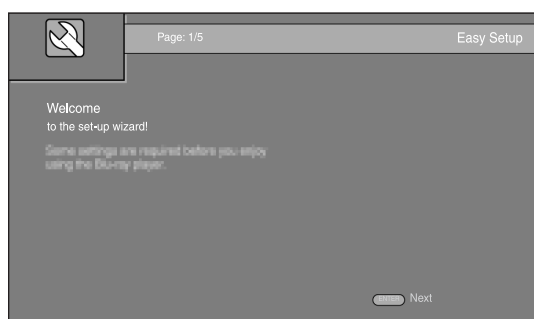 Page: 1/5
Easy Setup
Welcome
to the set-up wizard!
Some settings are required before you enjoy
using the Blu-ray player.
ENTER Next